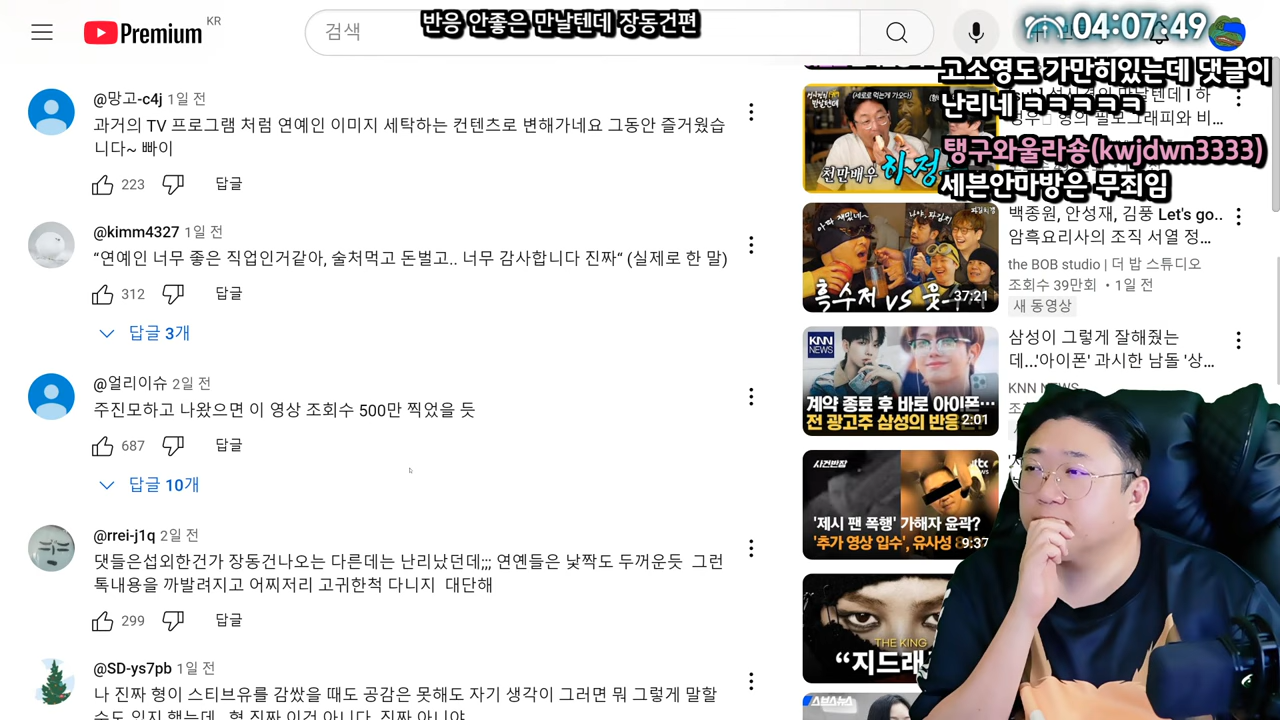 Premium KR
검색
반응 안좋은 만날텐데 장동건편
04:07:49
@망고-c4j 1일 전
과거의 TV 프로그램 처럼 연예인 이미지 세탁하는 컨텐츠로 변해가네요 그동안 즐거웠습
니다~ 빠이
223 답글
@kimm4327 1일 전
“연예인 너무 좋은 직업인거같아, 술처먹고 돈벌고.. 너무 감사합니다 진짜“ (실제로 한 말)
312 답글
답글 3개
@얼리이슈 2일 전
주진모하고 나왔으면 이 영상 조회수 500만 찍었을 듯
687 답글
답글 10개
@rrei-j1q 2일 전
댓들은섭외한건가 장동건나오는 다른데는 난리났던데;;; 연옌들은 낯짝도 두꺼운듯 그런
톡내용을 까발려지고 어찌저리 고귀한척 다니지 대단해
299 답글
@SD-ys7pb 1일 전
나 진짜 형이 스티브유를 감쌌을 때도 공감은 못해도 자기 생각이 그러면 뭐 그렇게 말할
수도 있지 했는데.. 형 진짜 이건 아니다. 진짜 아니야
고소영도 가만히있는데 댓글이
난리네 ㅋㅋㅋㅋㅋ
탱구와울라숑(kwjdwn3333)
세븐안마방은 무죄임
천만배우 하정
백종원, 안성재, 김풍 Let's go..
암흑요리사의 조직 서열 정...
the BOB studio | 더 밥 스튜디오
조회수 39만회 • 1일 전
새 동영상
흑수저 VS 웃
37:21
삼성이 그렇게 잘해줬는
데...'아이폰' 과시한 남돌 '상...
KNN NEWS
KNN
NEWS
계약 종료 후 바로 아이폰…
전 광고주 삼성의 반응
2:01
사건반장
'제시 팬 폭행' 가해자 윤곽?
'추가 영상 입수', 유사성
9:37
THE KING
“지드래
스브스뉴스